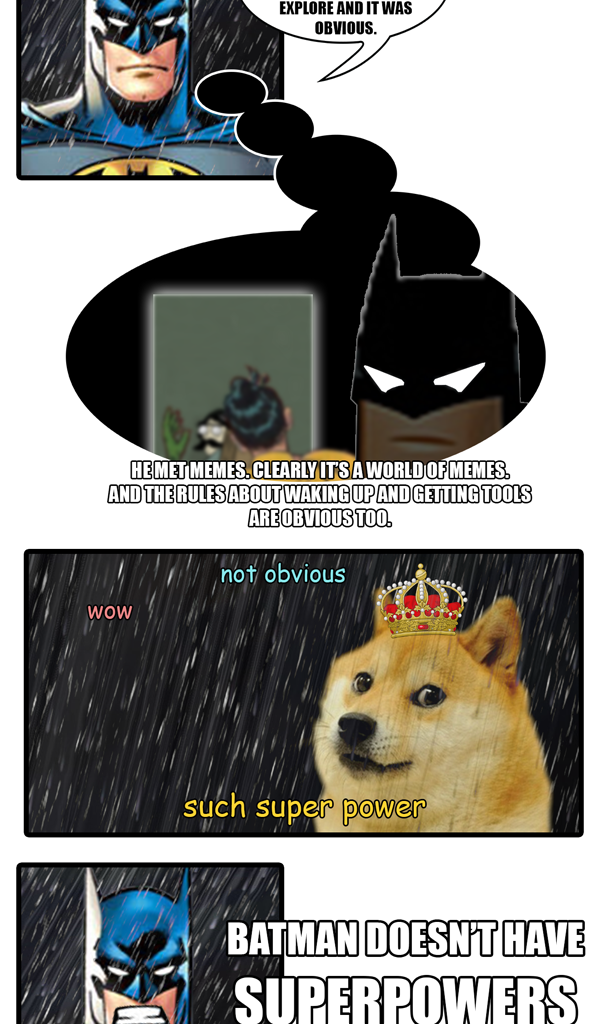 EXPLORE AND IT WAS
OBVIOUS.
HE MET MEMES. CLEARLY IT'S A WORLD OF MEMES.
AND THE RULES ABOUT WAKING UP AND GETTING TOOLS
ARE OBVIOUS TOO.
not obvious
wow
such super power
BATMAN DOESN'T HAVE
SUPERPOWERS